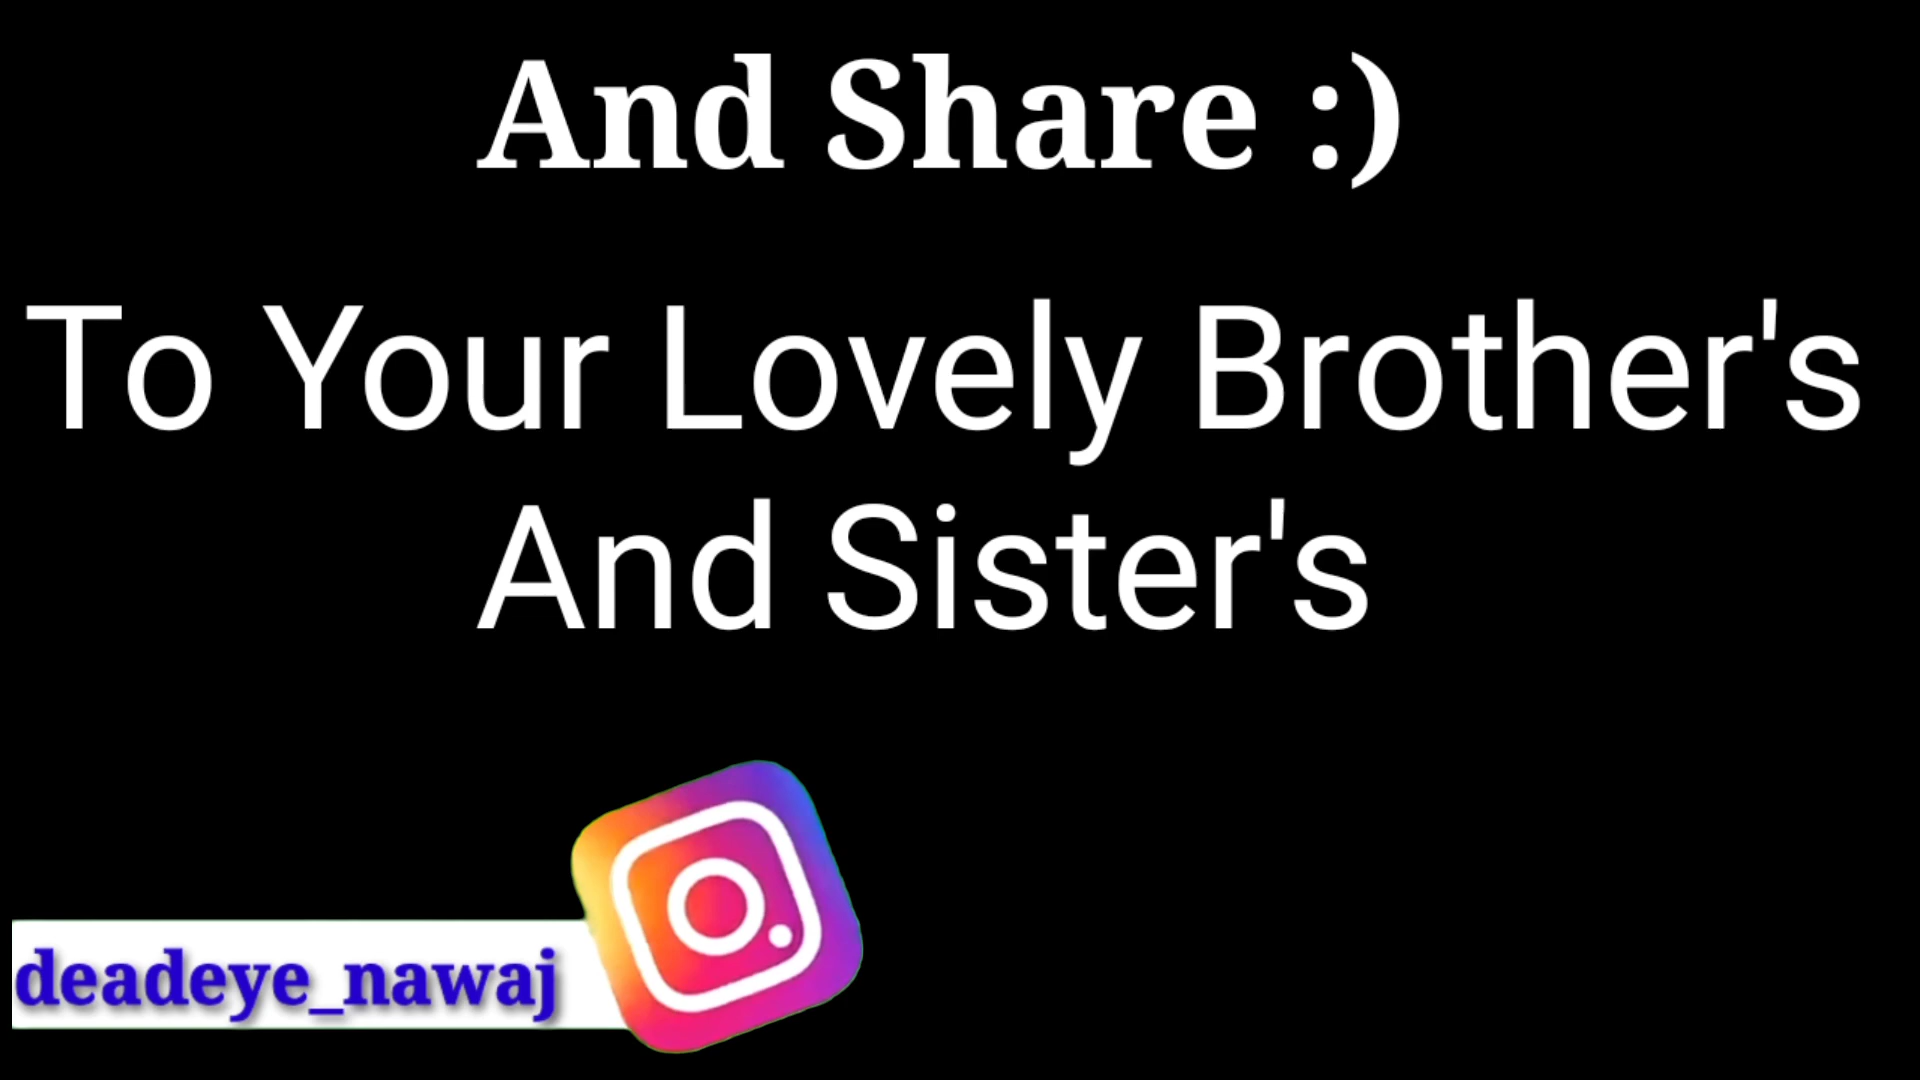 And Share :)
To Your Lovely Brother's
And Sister's
deadeye_nawaj